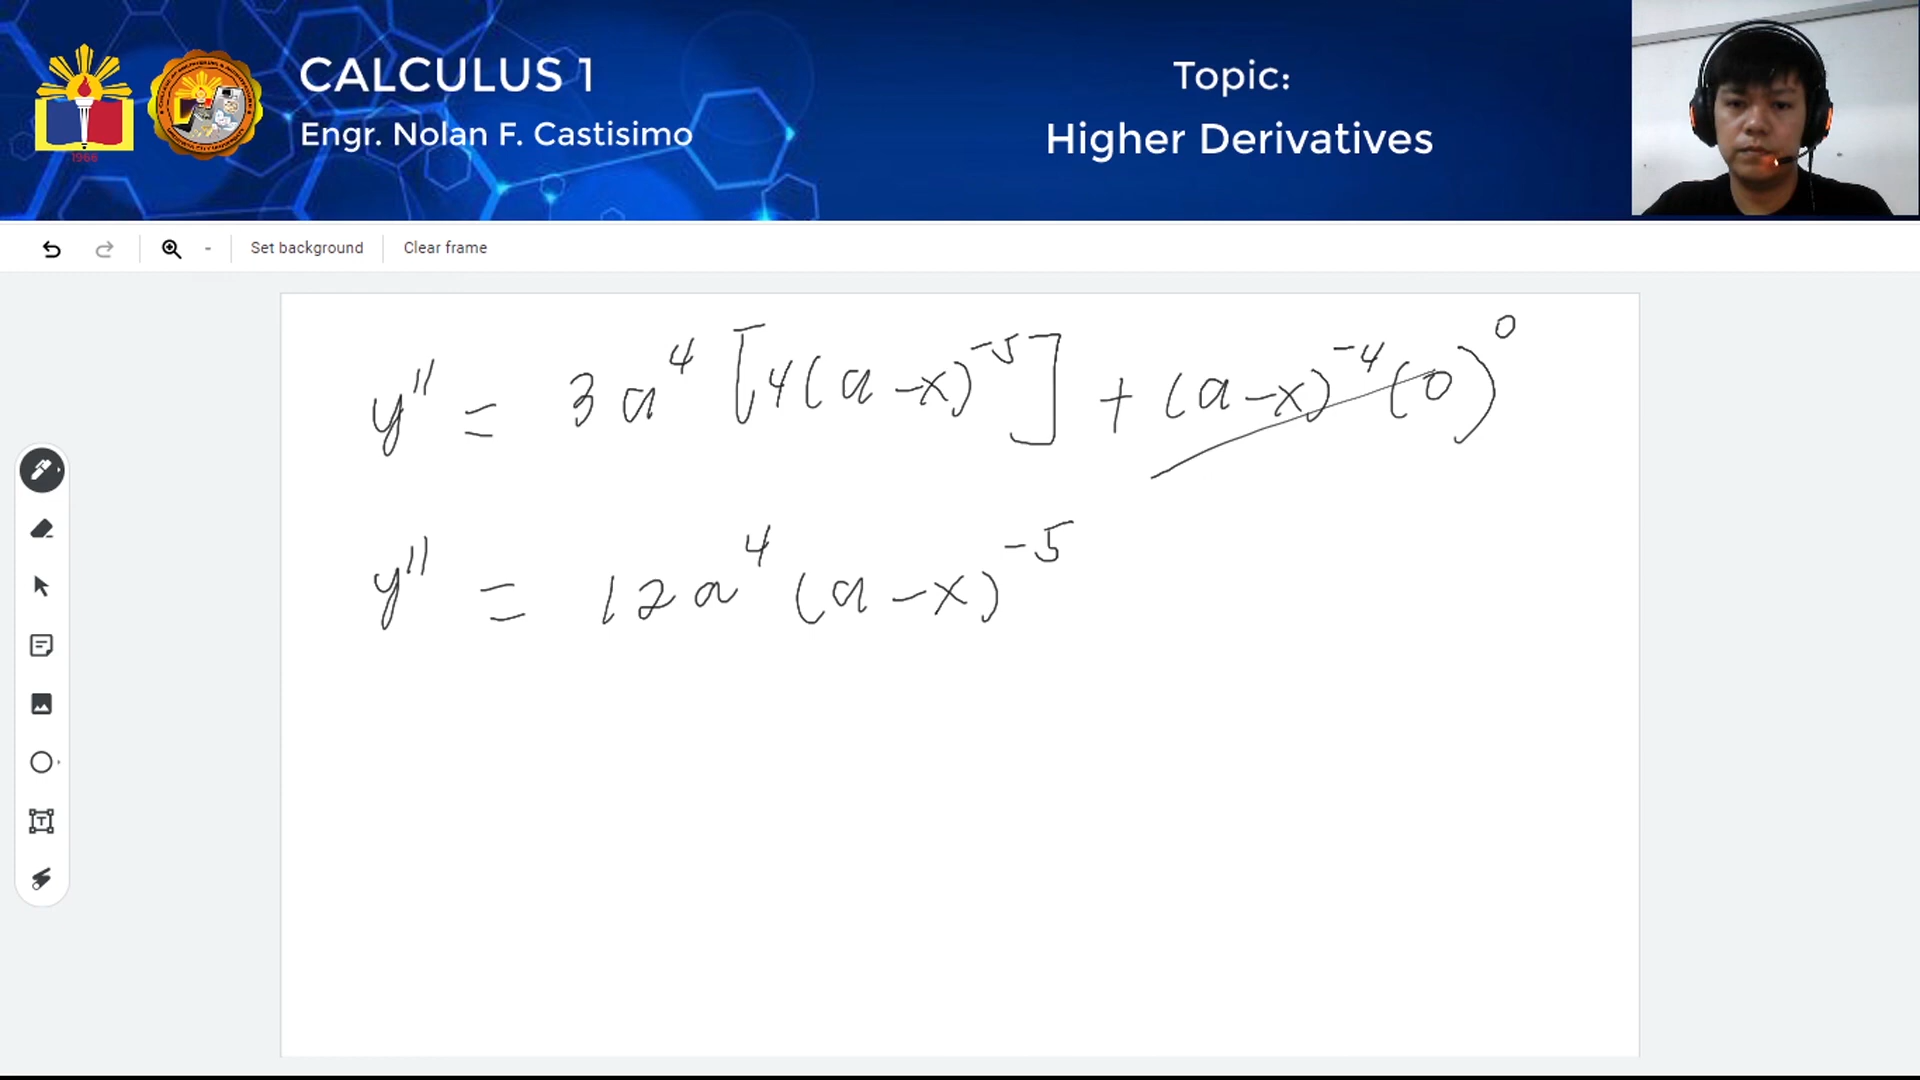 CALCULUS 1
Engr. Nolan F. Castisimo
Topic:
Higher Derivatives
1966
Set background
Clear frame
y'' = 3a^4 [4(a-x)^-5] + (a-x)^-4 (0))^0
y'' = 12a^4 (a-x)^-5